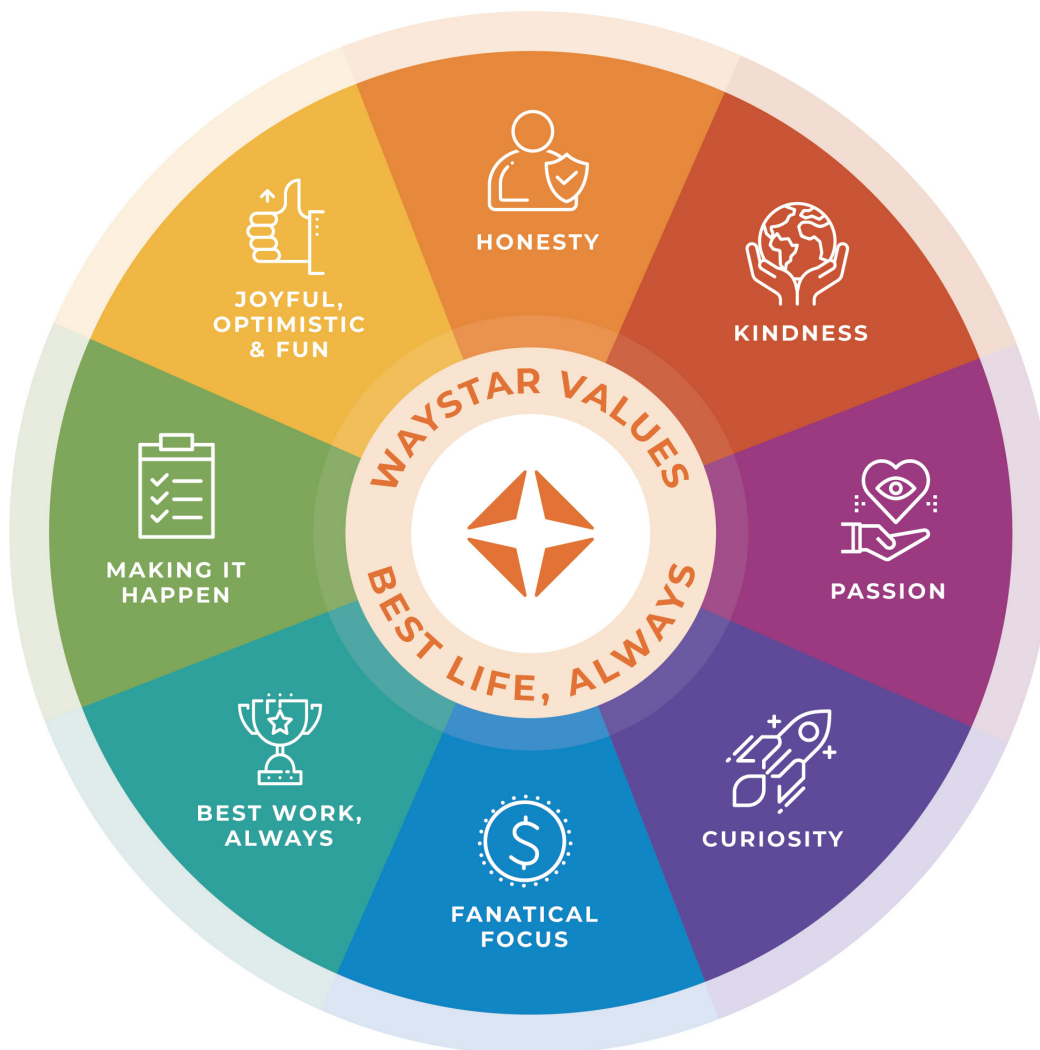 WAYSTAR VALUES
BEST LIFE, ALWAYS
HONESTY
KINDNESS
PASSION
CURIOSITY
FANATICAL
FOCUS
BEST WORK,
ALWAYS
MAKING IT
HAPPEN
JOYFUL,
OPTIMISTIC
& FUN
$